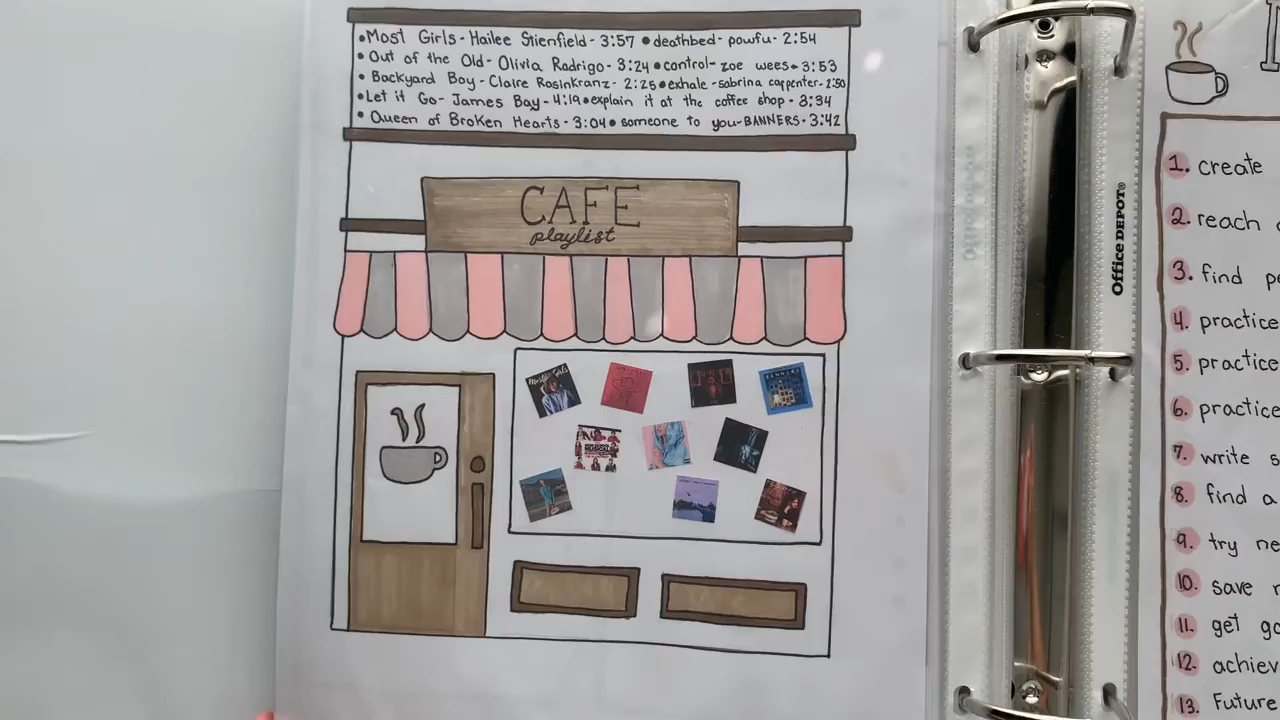 •Most Girls- Hailee Stienfield- 3:57 •deathbed- powfu- 2:54
•Out of the Old- Olivia Rodrigo- 3:24 •control- zoe wees- 3:53
•Backyard Boy- Claire Rosinkranz- 2:25 •exhale -sabrina carpenter-2:50
•Let it Go- James Bay- 4:19 •explain it at the coffee shop - 3:34
•Queen of Broken Hearts- 3:04 •someone to you-BANNERS- 3:42
CAFE
playlist
Office DEPOT®
1. create
2. reach
3. find
4. practice
5. practice
6. practice
7. write
8. find a
9. try
10. save
11. get
12.
13. Future